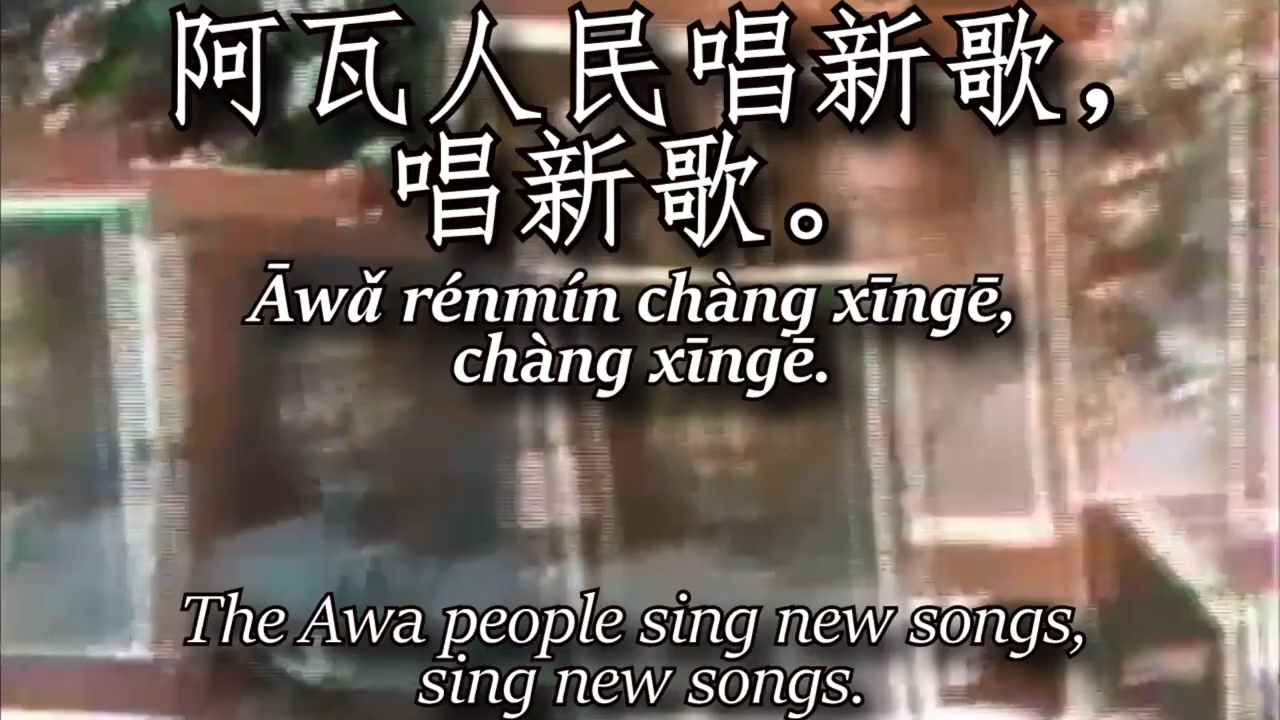 阿瓦人民唱新歌，
唱新歌。
Āwǎ rénmín chàng xīngē,
chàng xīngē.
The Awa people sing new songs,
sing new songs.